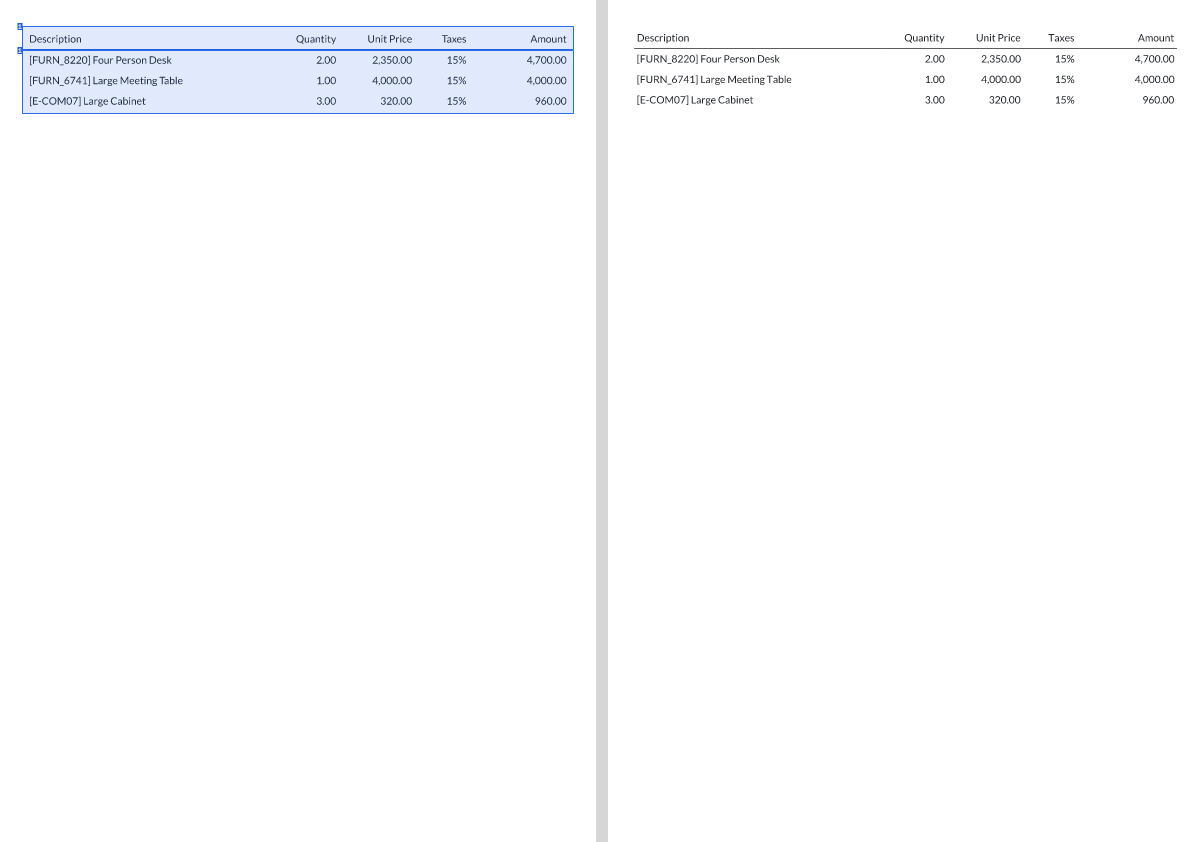 Description Quantity Unit Price Taxes Amount
[FURN_8220] Four Person Desk 2.00 2,350.00 15% 4,700.00
[FURN_6741] Large Meeting Table 1.00 4,000.00 15% 4,000.00
[E-COM07] Large Cabinet 3.00 320.00 15% 960.00
Description Quantity Unit Price Taxes Amount
[FURN_8220] Four Person Desk 2.00 2,350.00 15% 4,700.00
[FURN_6741] Large Meeting Table 1.00 4,000.00 15% 4,000.00
[E-COM07] Large Cabinet 3.00 320.00 15% 960.00